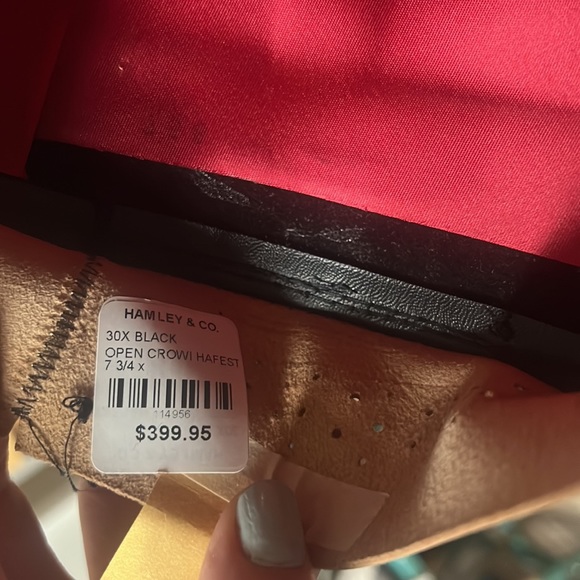 HAMLEY & CO.
30X BLACK
OPEN CROWI HAFEST
7 3/4 x
114956
$399.95